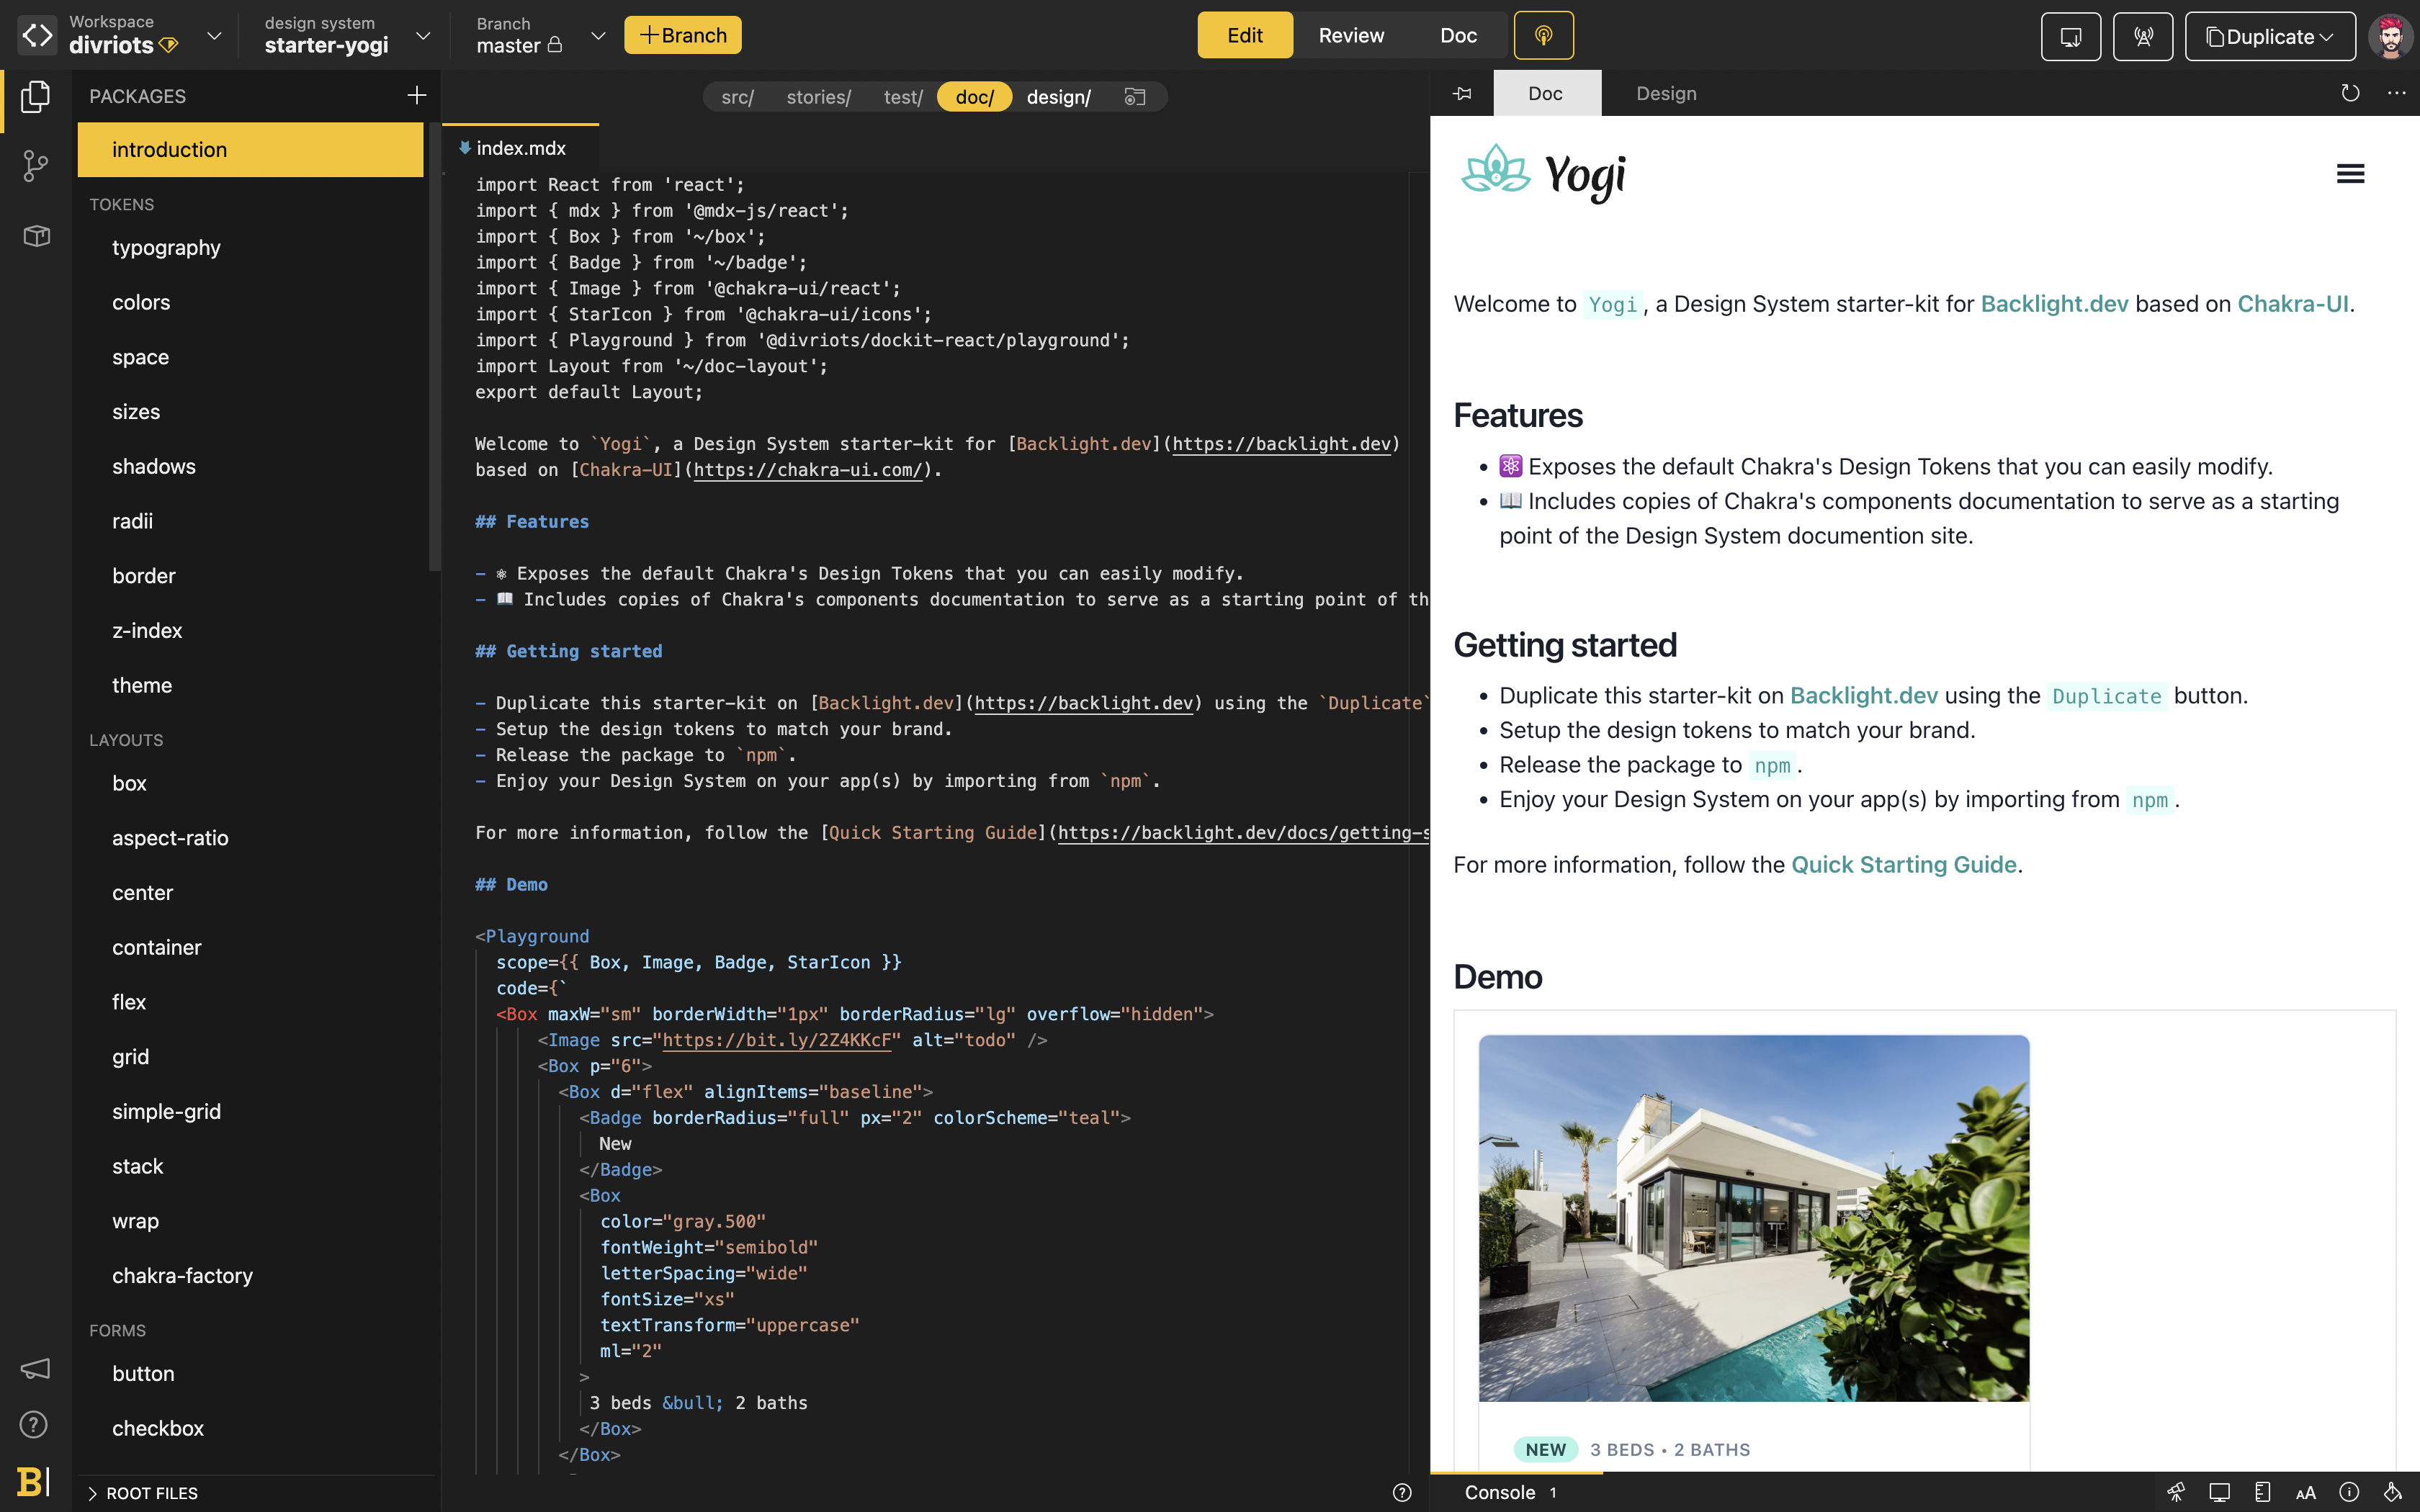 Workspace
divriots
design system
starter-yogi
Branch
master
Branch
Edit
Review
Doc
Duplicate
PACKAGES
introduction
TOKENS
typography
colors
space
sizes
shadows
radii
border
z-index
theme
LAYOUTS
box
aspect-ratio
center
container
flex
grid
simple-grid
stack
wrap
chakra-factory
FORMS
button
checkbox
ROOT FILES
B
src/
stories/
test/
doc/
design/
index.mdx
import React from 'react';
import { mdx } from '@mdx-js/react';
import { Box } from '~/box';
import { Badge } from '~/badge';
import { Image } from '@chakra-ui/react';
import { StarIcon } from '@chakra-ui/icons';
import { Playground } from '@divriots/dockit-react/playground';
import Layout from '~/doc-layout';
export default Layout;
Welcome to `Yogi`, a Design System starter-kit for [Backlight.dev](https://backlight.dev)
based on [Chakra-UI](https://chakra-ui.com/).
## Features
- ⚛ Exposes the default Chakra's Design Tokens that you can easily modify.
- 📖 Includes copies of Chakra's components documentation to serve as a starting point of th
## Getting started
- Duplicate this starter-kit on [Backlight.dev](https://backlight.dev) using the `Duplicate`
- Setup the design tokens to match your brand.
- Release the package to `npm`.
- Enjoy your Design System on your app(s) by importing from `npm`.
For more information, follow the [Quick Starting Guide](https://backlight.dev/docs/getting-s
## Demo
<Playground
scope={{ Box, Image, Badge, StarIcon }}
code={`
<Box maxW="sm" borderWidth="1px" borderRadius="lg" overflow="hidden">
<Image src="https://bit.ly/2Z4KKcF" alt="todo" />
<Box p="6">
<Box d="flex" alignItems="baseline">
<Badge borderRadius="full" px="2" colorScheme="teal">
New
</Badge>
<Box
color="gray.500"
fontWeight="semibold"
letterSpacing="wide"
fontSize="xs"
textTransform="uppercase"
ml="2"
>
3 beds &bull; 2 baths
</Box>
</Box>
Doc
Design
Yogi
Welcome to Yogi, a Design System starter-kit for Backlight.dev based on Chakra-UI.
Features
• ⚛ Exposes the default Chakra's Design Tokens that you can easily modify.
• 📖 Includes copies of Chakra's components documentation to serve as a starting
point of the Design System documention site.
Getting started
• Duplicate this starter-kit on Backlight.dev using the Duplicate button.
• Setup the design tokens to match your brand.
• Release the package to npm.
• Enjoy your Design System on your app(s) by importing from npm.
For more information, follow the Quick Starting Guide.
Demo
NEW 3 BEDS • 2 BATHS
Console 1
AA